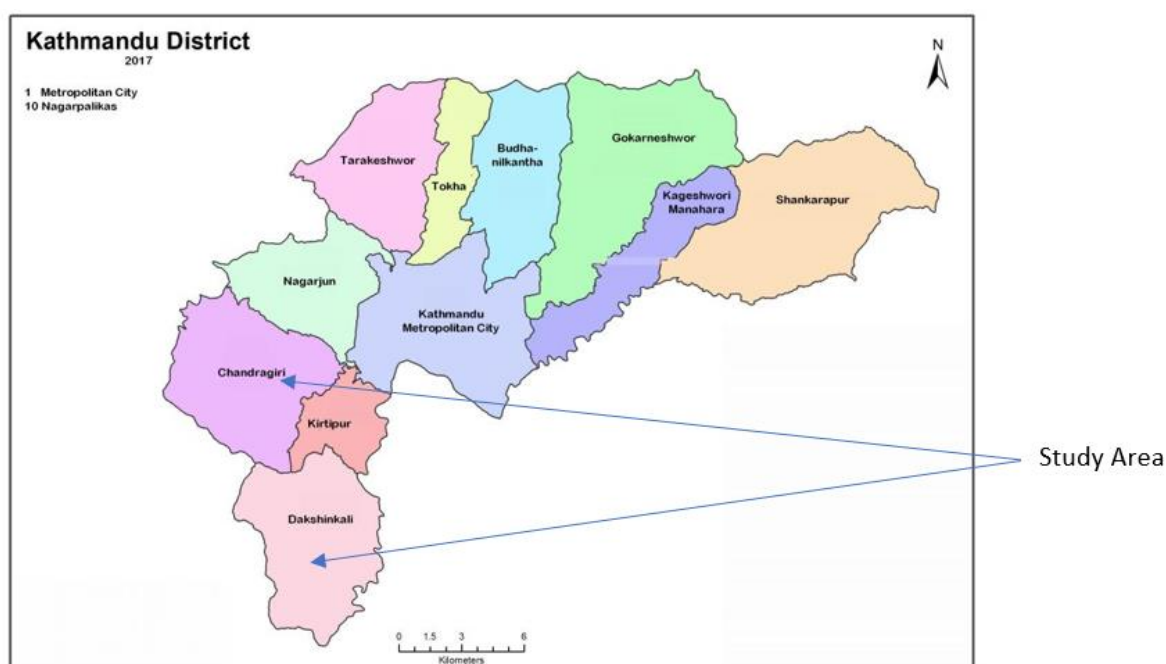 Kathmandu District
2017
N
1 Metropolitan City
10 Nagarpalikas
Tarakeshwor
Tokha
Budha-
nilkantha
Gokarneshwor
Kageshwori
Manahara
Shankarapur
Nagarjun
Kathmandu
Metropolitan City
Chandragiri
Kirtipur
Study Area
Dakshinkali
0 1.5 3 6
Kilometers